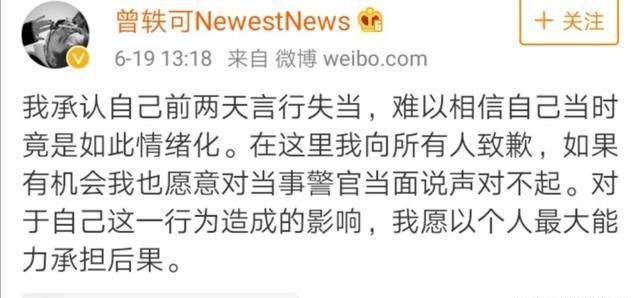 曾轶可NewestNews
+ 关注
6-19 13:18 来自 微博 weibo.com
我承认自己前两天言行失当，难以相信自己当时
竟是如此情绪化。在这里我向所有人致歉，如果
有机会我也愿意对当事警官当面说声对不起。对
于自己这一行为造成的影响，我愿以个人最大能
力承担后果。